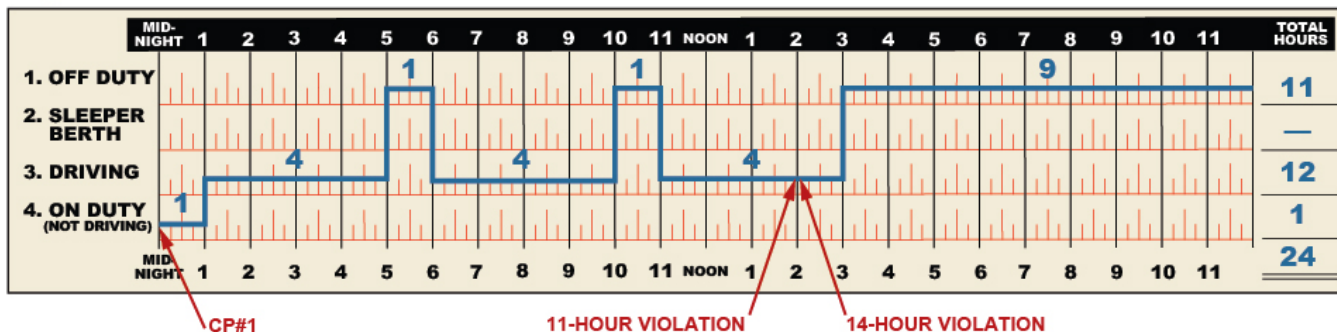 MID-NIGHT 1 2 3 4 5 6 7 8 9 10 11 NOON 1 2 3 4 5 6 7 8 9 10 11 TOTAL HOURS
1. OFF DUTY 1 1 9 11
2. SLEEPER BERTH —
3. DRIVING 4 4 4 12
4. ON DUTY (NOT DRIVING) 1 1
MID-NIGHT 1 2 3 4 5 6 7 8 9 10 11 NOON 1 2 3 4 5 6 7 8 9 10 11 24
CP#1 11-HOUR VIOLATION 14-HOUR VIOLATION